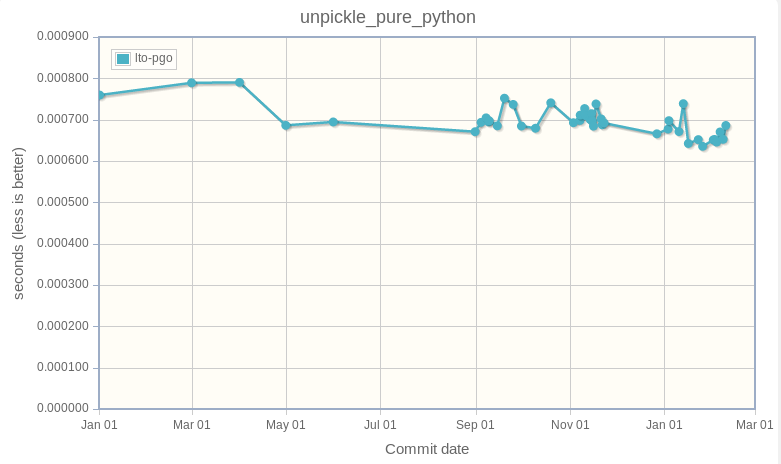 unpickle_pure_python
lto-pgo
seconds (less is better)
0.000900
0.000800
0.000700
0.000600
0.000500
0.000400
0.000300
0.000200
0.000100
0.000000
Jan 01 Mar 01 May 01 Jul 01 Sep 01 Nov 01 Jan 01 Mar 01
Commit date